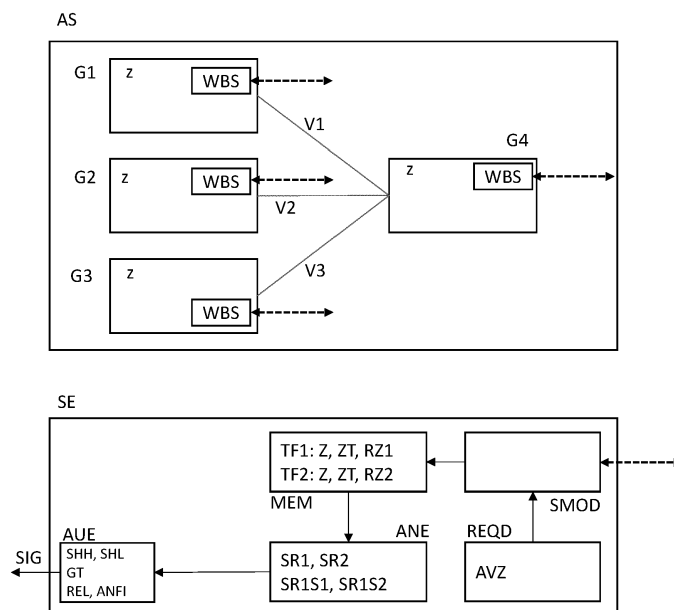 AS
G1
z
WBS
V1
G4
G2
z
WBS
z
WBS
V2
V3
G3
z
WBS
SE
TF1: Z, ZT, RZ1
TF2: Z, ZT, RZ2
MEM
SMOD
AUE
ANE
REQD
SIG
SHH, SHL
GT
REL, ANFI
SR1, SR2
SR1S1, SR1S2
AVZ